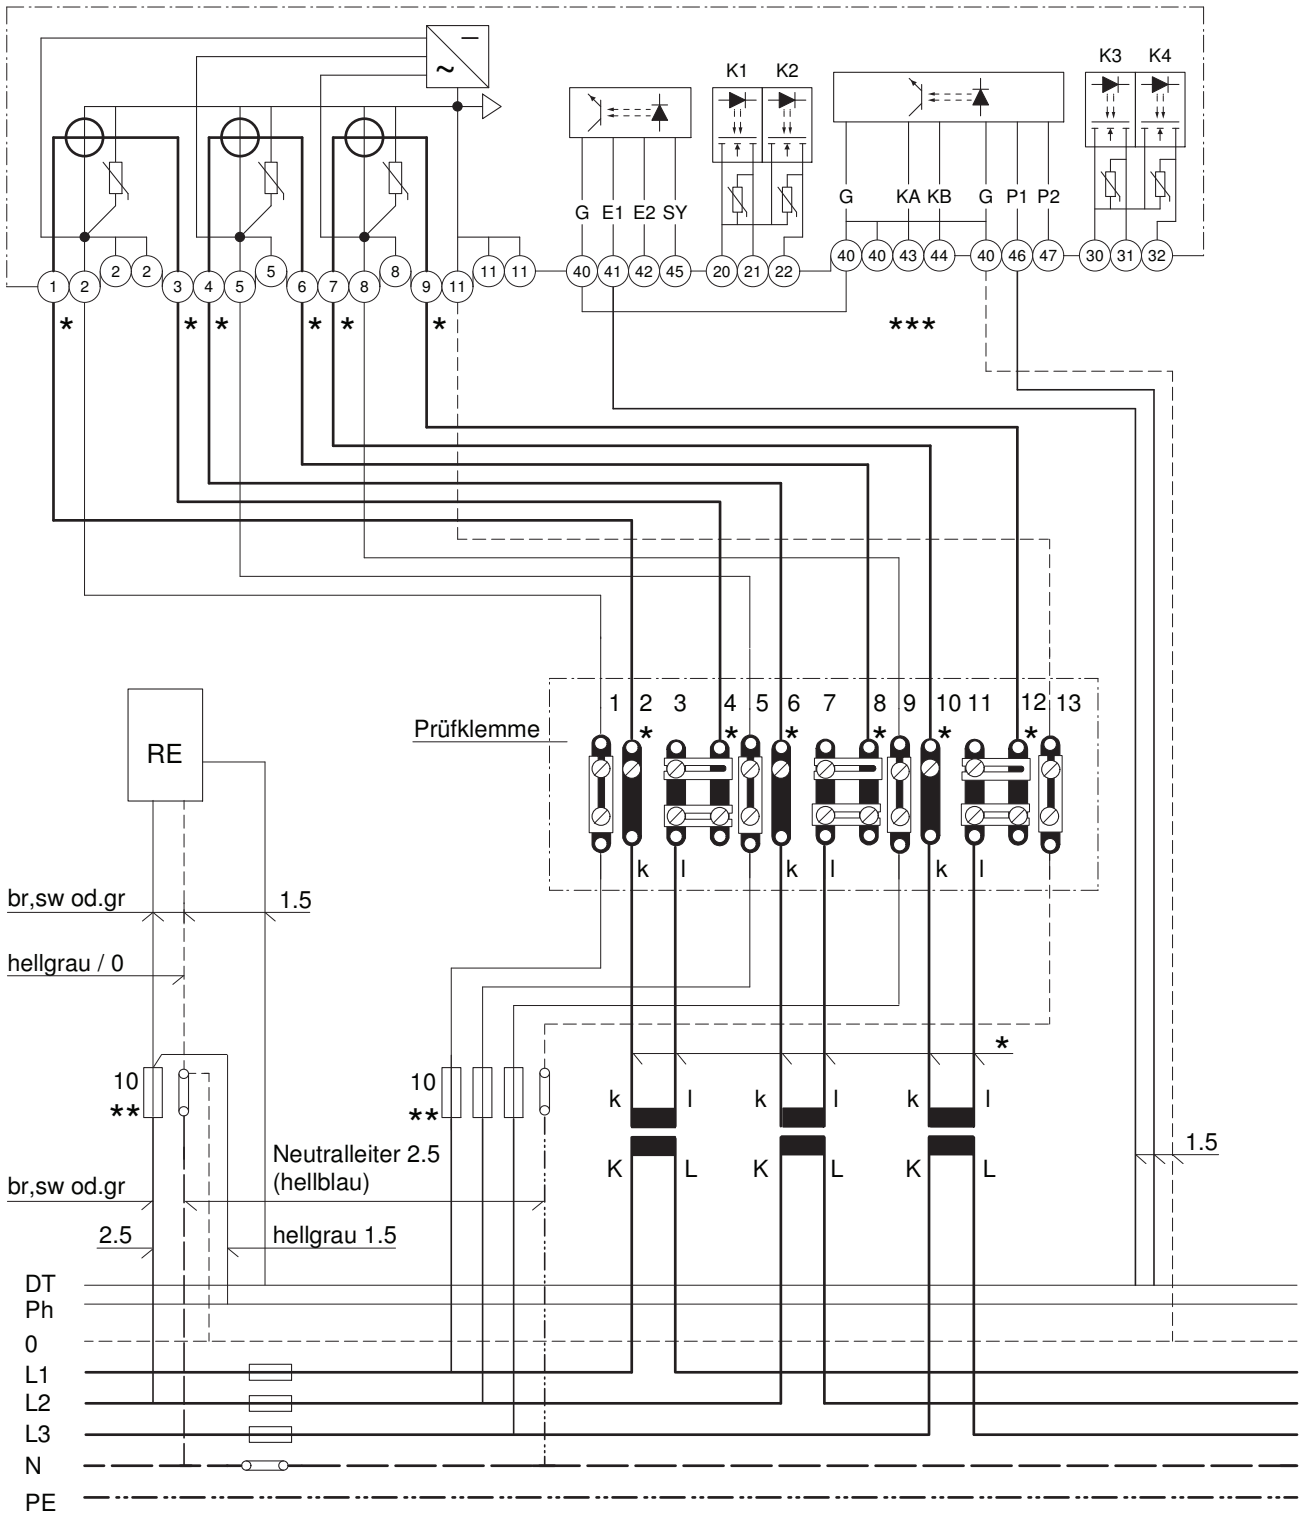 K1 K2 K3 K4
G E1 E2 SY
G KA KB G P1 P2
2 2 5 8 11 11 40 41 42 45 20 21 22 40 40 43 44 40 46 47 30 31 32
1 2 3 4 5 6 7 8 9 11
* * * * * * ***
1 2 3 4 5 6 7 8 9 10 11 12 13
* * * * * *
Prüfklemme
RE
k l k l k l
br,sw od.gr 1.5
hellgrau / 0
*
10 10
** **
k l k l k l
K L K L K L
1.5
Neutralleiter 2.5
(hellblau)
br,sw od.gr
2.5 hellgrau 1.5
DT
Ph
0
L1
L2
L3
N
PE